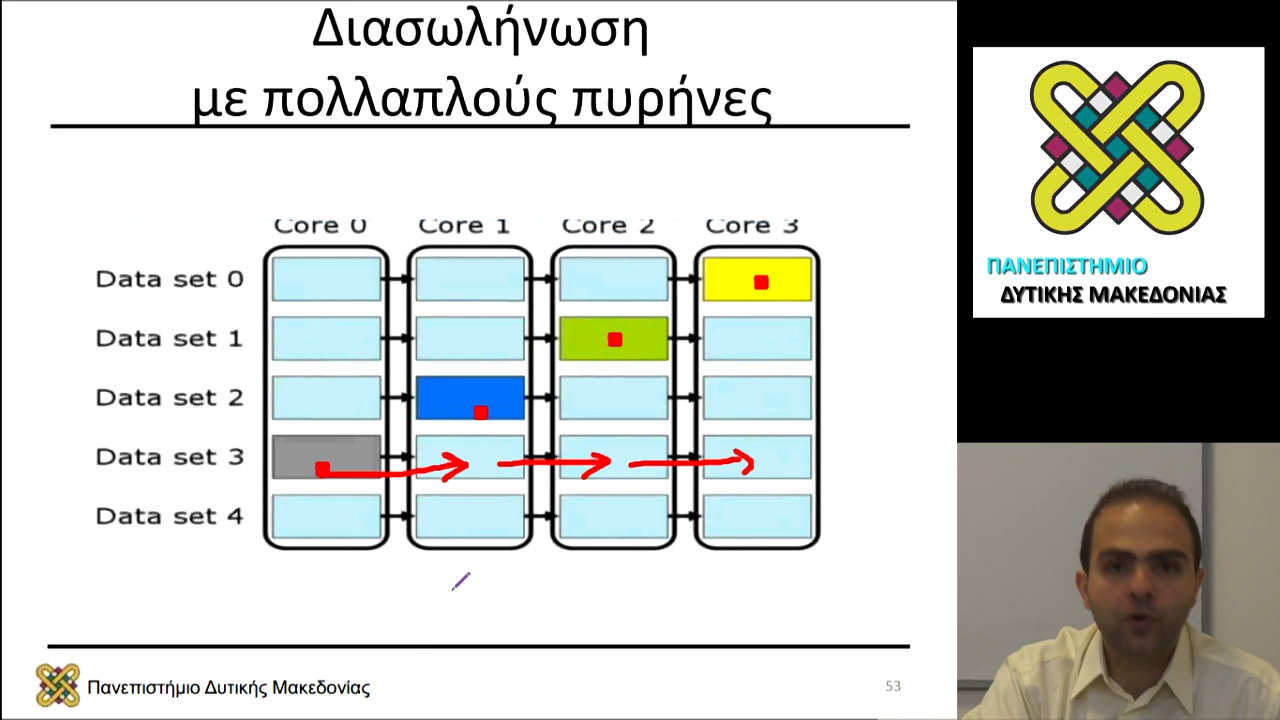 Διασωλήνωση
με πολλαπλούς πυρήνες
Core 0 Core 1 Core 2 Core 3
Data set 0
Data set 1
Data set 2
Data set 3
Data set 4
Πανεπιστήμιο Δυτικής Μακεδονίας
53
ΠΑΝΕΠΙΣΤΗΜΙΟ
ΔΥΤΙΚΗΣ ΜΑΚΕΔΟΝΙΑΣ